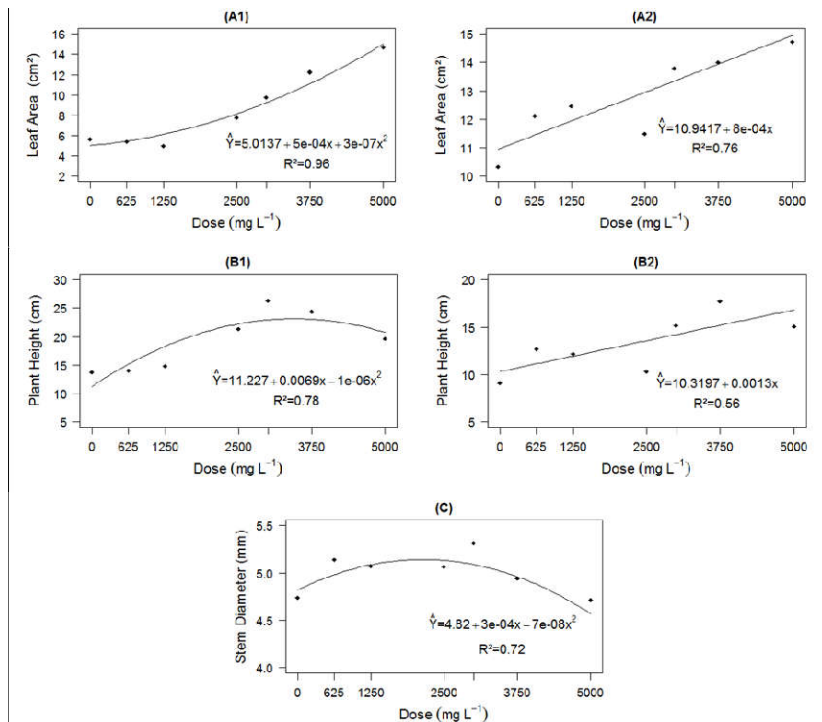 (A1)
Leaf Area (cm²)
16
14
12
10
8
6
4
2
Ŷ=5.0137+5e-04x+3e-07x²
R²=0.96
0 625 1250 2500 3750 5000
Dose (mg L⁻¹)
(A2)
Leaf Area (cm²)
15
14
13
12
11
10
Ŷ=10.9417+8e-04x
R²=0.76
0 625 1250 2500 3750 5000
Dose (mg L⁻¹)
(B1)
Plant Height (cm)
30
25
20
15
10
5
Ŷ=11.227+0.0069x−1e-06x²
R²=0.78
0 625 1250 2500 3750 5000
Dose (mg L⁻¹)
(B2)
Plant Height (cm)
20
15
10
5
Ŷ=10.3197+0.0013x
R²=0.56
0 625 1250 2500 3750 5000
Dose (mg L⁻¹)
(C)
Stem Diameter (mm)
5.5
5.0
4.5
4.0
Ŷ=4.82+3e-04x−7e-08x²
R²=0.72
0 625 1250 2500 3750 5000
Dose (mg L⁻¹)